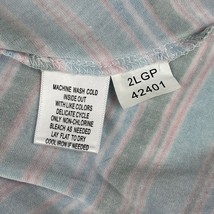 MACHINE WASH COLD
INSIDE OUT
WITH LIKE COLORS
DELICATE CYCLE
ONLY NON-CHLORINE
BLEACH AS NEEDED
LAY FLAT TO DRY
COOL IRON IF NEEDED
2LGP
42401